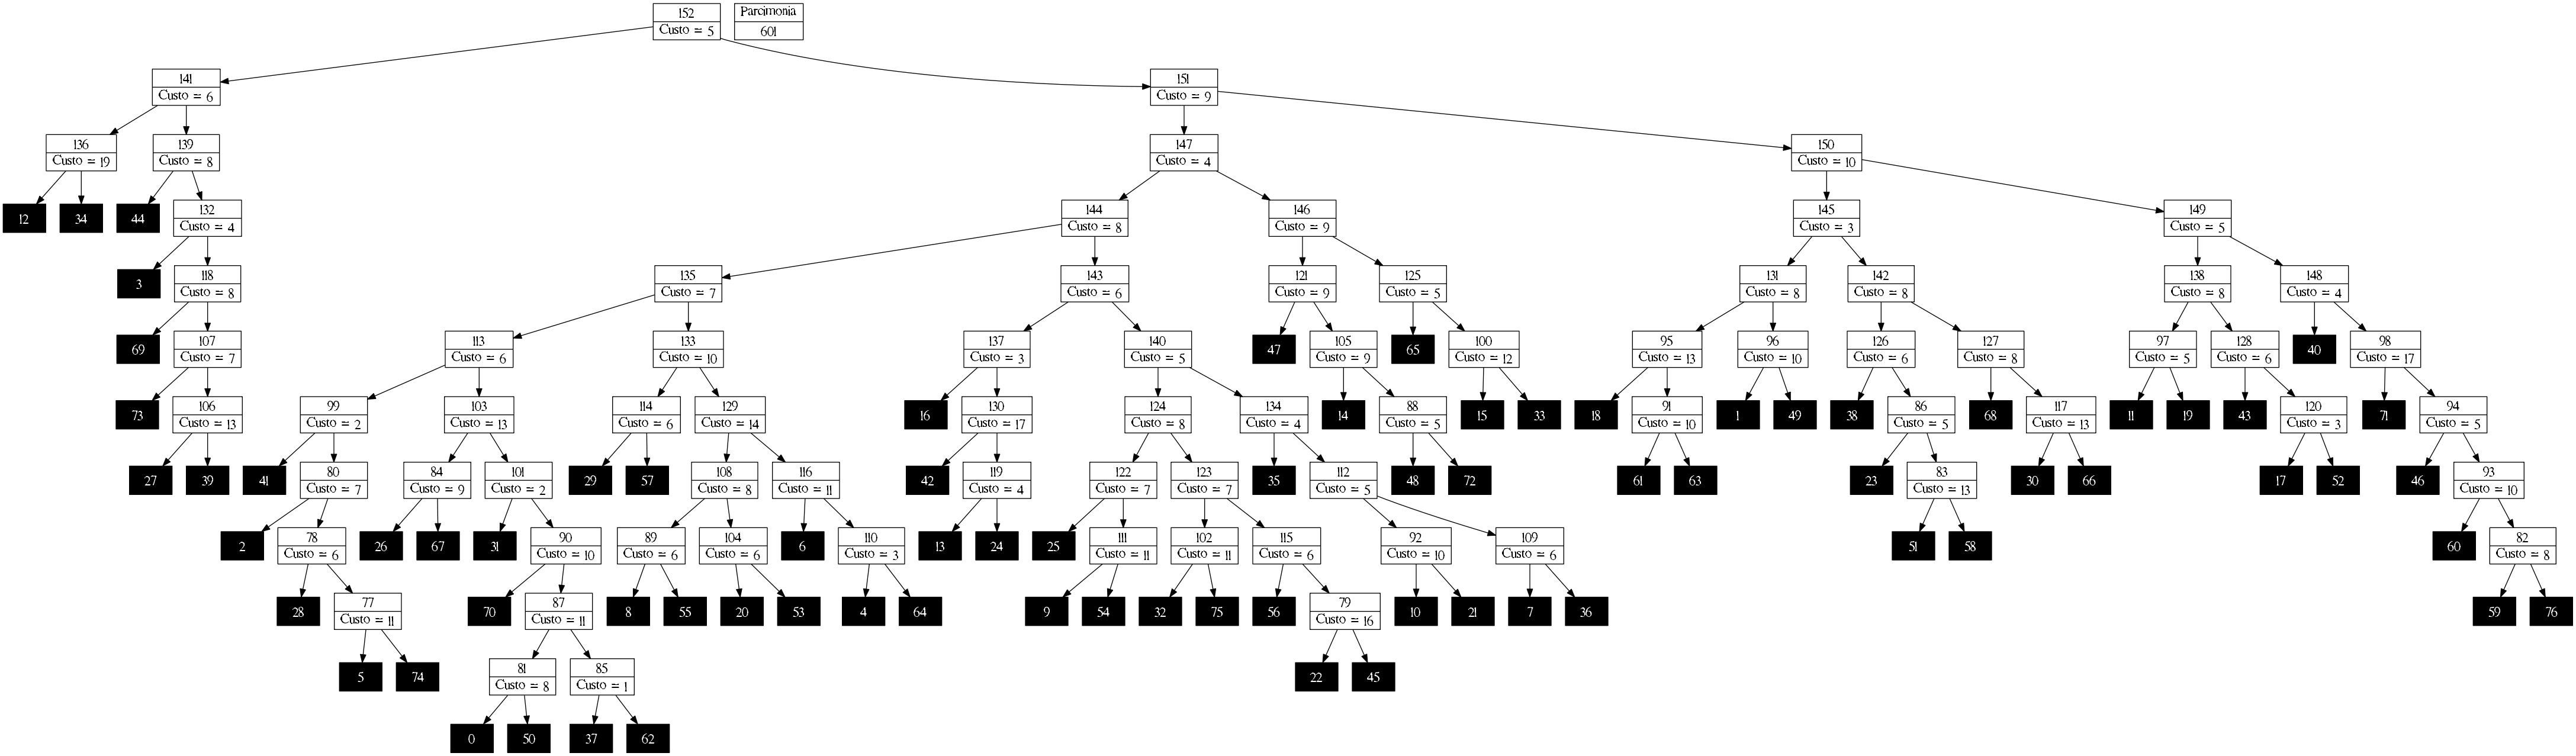 152
Custo = 5
Parcimonia
601
141
Custo = 6
151
Custo = 9
136
Custo = 19
139
Custo = 8
147
Custo = 4
150
Custo = 10
12
34
44
132
Custo = 4
144
Custo = 8
146
Custo = 9
145
Custo = 3
149
Custo = 5
3
118
Custo = 8
135
Custo = 7
143
Custo = 6
121
Custo = 9
125
Custo = 5
131
Custo = 8
142
Custo = 8
138
Custo = 8
148
Custo = 4
69
107
Custo = 7
113
Custo = 6
133
Custo = 10
137
Custo = 3
140
Custo = 5
47
105
Custo = 9
65
100
Custo = 12
95
Custo = 13
96
Custo = 10
126
Custo = 6
127
Custo = 8
97
Custo = 5
128
Custo = 6
40
98
Custo = 17
73
106
Custo = 13
99
Custo = 2
103
Custo = 13
114
Custo = 6
129
Custo = 14
16
130
Custo = 17
124
Custo = 8
134
Custo = 4
14
88
Custo = 5
15
33
18
91
Custo = 10
1
49
38
86
Custo = 5
68
117
Custo = 13
11
19
43
120
Custo = 3
71
94
Custo = 5
27
39
41
80
Custo = 7
84
Custo = 9
101
Custo = 2
29
57
108
Custo = 8
116
Custo = 11
42
119
Custo = 4
122
Custo = 7
123
Custo = 7
35
112
Custo = 5
48
72
61
63
23
83
Custo = 13
30
66
17
52
46
93
Custo = 10
2
78
Custo = 6
26
67
31
90
Custo = 10
89
Custo = 6
104
Custo = 6
6
110
Custo = 3
13
24
25
111
Custo = 11
102
Custo = 11
115
Custo = 6
92
Custo = 10
109
Custo = 6
51
58
60
82
Custo = 8
28
77
Custo = 11
70
87
Custo = 11
8
55
20
53
4
64
9
54
32
75
56
79
Custo = 16
10
21
7
36
59
76
5
74
81
Custo = 8
85
Custo = 1
22
45
0
50
37
62